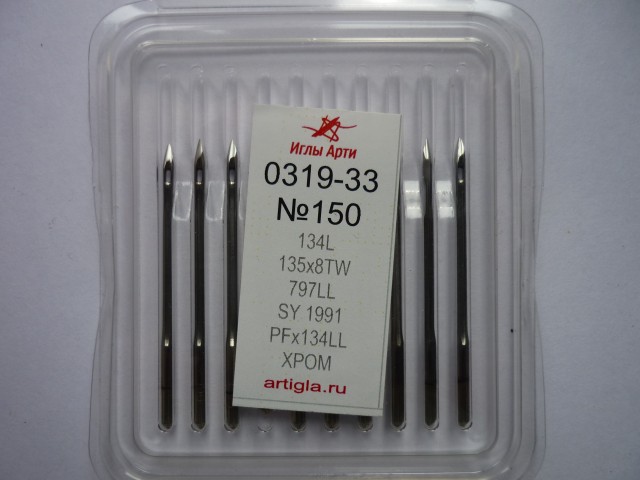 Иглы Арти
0319-33
№150
134L
135x8TW
797LL
SY 1991
PFx134LL
ХРОМ
artigla.ru